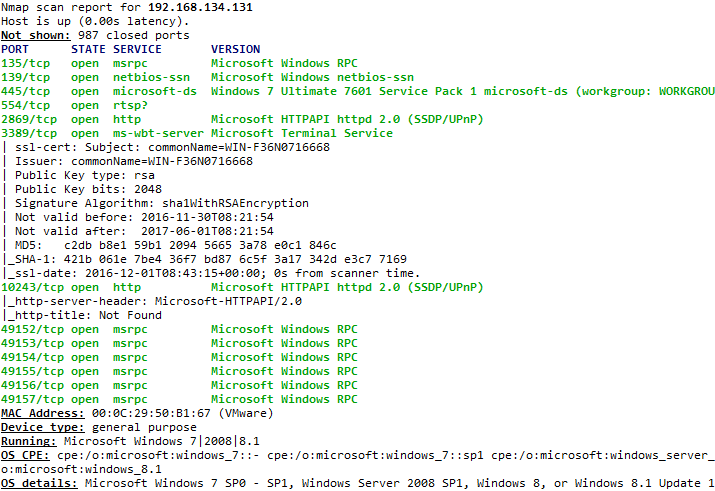 Nmap scan report for 192.168.134.131
Host is up (0.00s latency).
Not shown: 987 closed ports
PORT      STATE SERVICE       VERSION
135/tcp   open  msrpc         Microsoft Windows RPC
139/tcp   open  netbios-ssn   Microsoft Windows netbios-ssn
445/tcp   open  microsoft-ds  Windows 7 Ultimate 7601 Service Pack 1 microsoft-ds (workgroup: WORKGROU
554/tcp   open  rtsp?
2869/tcp  open  http          Microsoft HTTPAPI httpd 2.0 (SSDP/UPnP)
3389/tcp  open  ms-wbt-server Microsoft Terminal Service
| ssl-cert: Subject: commonName=WIN-F36N0716668
| Issuer: commonName=WIN-F36N0716668
| Public Key type: rsa
| Public Key bits: 2048
| Signature Algorithm: sha1WithRSAEncryption
| Not valid before: 2016-11-30T08:21:54
| Not valid after:  2017-06-01T08:21:54
| MD5:   c2db b8e1 59b1 2094 5665 3a78 e0c1 846c
|_SHA-1: 421b 061e 7be4 36f7 bd87 6c5f 3a17 342d e3c7 7169
|_ssl-date: 2016-12-01T08:43:15+00:00; 0s from scanner time.
10243/tcp open  http          Microsoft HTTPAPI httpd 2.0 (SSDP/UPnP)
|_http-server-header: Microsoft-HTTPAPI/2.0
|_http-title: Not Found
49152/tcp open  msrpc         Microsoft Windows RPC
49153/tcp open  msrpc         Microsoft Windows RPC
49154/tcp open  msrpc         Microsoft Windows RPC
49155/tcp open  msrpc         Microsoft Windows RPC
49156/tcp open  msrpc         Microsoft Windows RPC
49157/tcp open  msrpc         Microsoft Windows RPC
MAC Address: 00:0C:29:50:B1:67 (VMware)
Device type: general purpose
Running: Microsoft Windows 7|2008|8.1
OS CPE: cpe:/o:microsoft:windows_7::- cpe:/o:microsoft:windows_7::sp1 cpe:/o:microsoft:windows_server_
o:microsoft:windows_8.1
OS details: Microsoft Windows 7 SP0 - SP1, Windows Server 2008 SP1, Windows 8, or Windows 8.1 Update 1